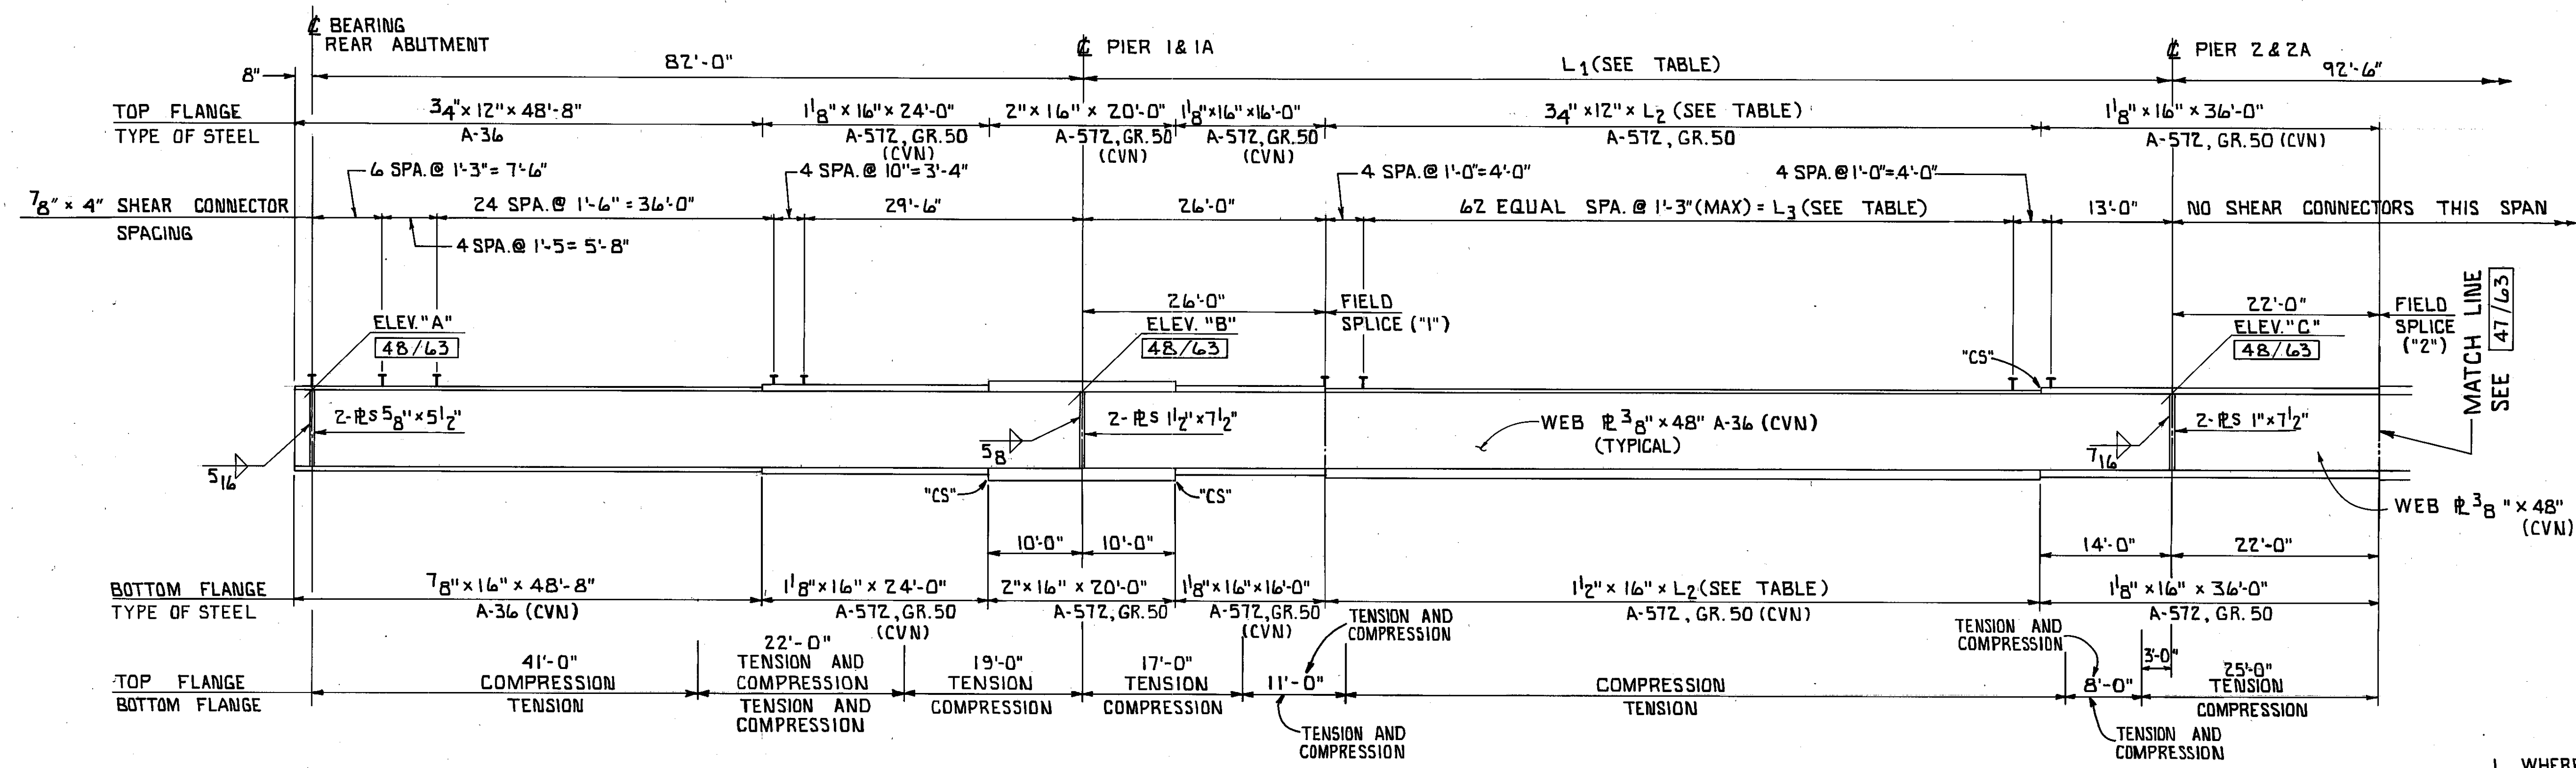 ℄ BEARING
REAR ABUTMENT
℄ PIER 1 & 1A
℄ PIER 2 & 2A
8"
82'-0"
L1 (SEE TABLE)
92'-6"
TOP FLANGE
TYPE OF STEEL
3/4" × 12" × 48'-8"
A-36
1 1/8" × 16" × 24'-0"
A-572, GR.50
(CVN)
2" × 16" × 20'-0"
A-572, GR.50
(CVN)
1 1/8" × 16" × 16'-0"
A-572, GR.50
(CVN)
3/4" × 12" × L2 (SEE TABLE)
A-572, GR.50
1 1/8" × 16" × 36'-0"
A-572, GR.50 (CVN)
6 SPA. @ 1'-3" = 7'-6"
4 SPA. @ 10" = 3'-4"
4 SPA. @ 1'-0" = 4'-0"
4 SPA. @ 1'-0" = 4'-0"
7/8" × 4" SHEAR CONNECTOR
SPACING
24 SPA. @ 1'-6" = 36'-0"
29'-6"
26'-0"
62 EQUAL SPA. @ 1'-3" (MAX) = L3 (SEE TABLE)
13'-0"
NO SHEAR CONNECTORS THIS SPAN
4 SPA. @ 1'-5 = 5'-8"
26'-0"
FIELD
SPLICE ("1")
22'-0"
FIELD
SPLICE
("2")
MATCH LINE
SEE 47/63
ELEV. "A"
48/63
ELEV. "B"
48/63
ELEV. "C"
48/63
"CS"
2-℄S 5/8" × 5 1/2"
2-℄S 1 1/2" × 7 1/2"
WEB ℄ 3/8" × 48" A-36 (CVN)
(TYPICAL)
2-℄S 1" × 7 1/2"
5/16
5/8
7/16
"CS"
"CS"
WEB ℄ 3/8" × 48"
(CVN)
10'-0"
10'-0"
14'-0"
22'-0"
BOTTOM FLANGE
TYPE OF STEEL
7/8" × 16" × 48'-8"
A-36 (CVN)
1 1/8" × 16" × 24'-0"
A-572, GR.50
(CVN)
2" × 16" × 20'-0"
A-572, GR.50
1 1/8" × 16" × 16'-0"
A-572, GR.50
(CVN)
1 1/2" × 16" × L2 (SEE TABLE)
A-572, GR.50 (CVN)
1 1/8" × 16" × 36'-0"
A-572, GR.50
TENSION AND
COMPRESSION
TENSION AND
COMPRESSION
TOP FLANGE
BOTTOM FLANGE
41'-0"
COMPRESSION
TENSION
22'-0"
TENSION AND
COMPRESSION
TENSION AND
COMPRESSION
19'-0"
TENSION
COMPRESSION
17'-0"
TENSION
COMPRESSION
11'-0"
TENSION AND
COMPRESSION
COMPRESSION
TENSION
8'-0"
TENSION AND
COMPRESSION
3'-0"
25'-0"
TENSION
COMPRESSION